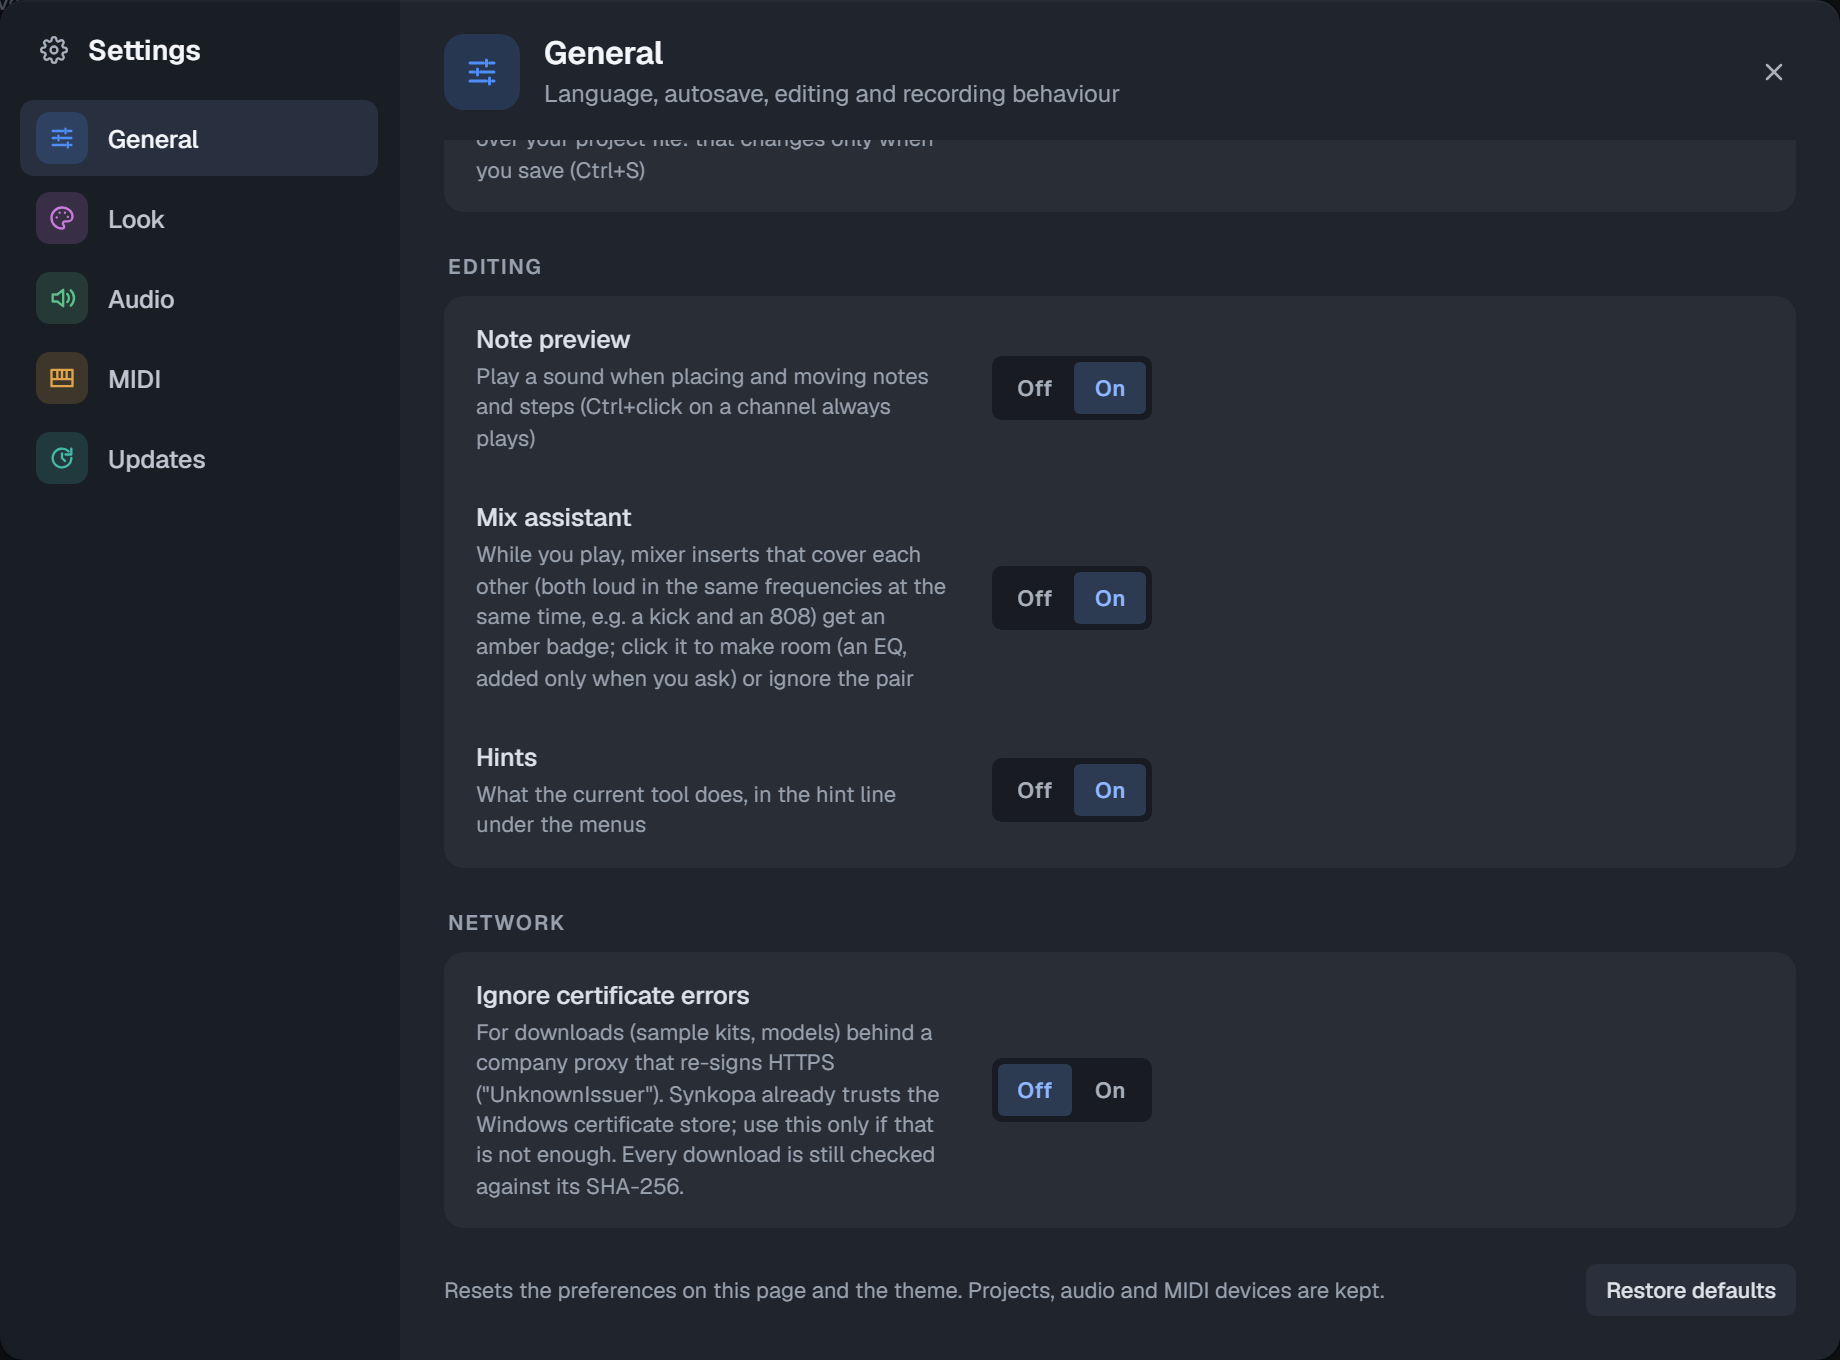 Settings
General
Look
Audio
MIDI
Updates
General
Language, autosave, editing and recording behaviour
over your project file: that changes only when
you save (Ctrl+S)
EDITING
Note preview
Play a sound when placing and moving notes
and steps (Ctrl+click on a channel always
plays)
Off On
Mix assistant
While you play, mixer inserts that cover each
other (both loud in the same frequencies at the
same time, e.g. a kick and an 808) get an
amber badge; click it to make room (an EQ,
added only when you ask) or ignore the pair
Off On
Hints
What the current tool does, in the hint line
under the menus
Off On
NETWORK
Ignore certificate errors
For downloads (sample kits, models) behind a
company proxy that re-signs HTTPS
("UnknownIssuer"). Synkopa already trusts the
Windows certificate store; use this only if that
is not enough. Every download is still checked
against its SHA-256.
Off On
Resets the preferences on this page and the theme. Projects, audio and MIDI devices are kept.
Restore defaults